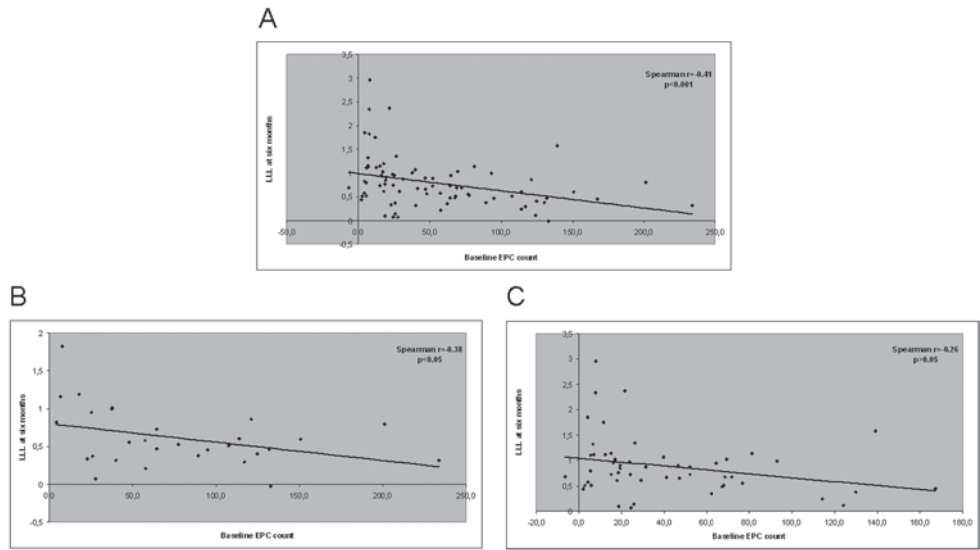 A
3,5
3
2,5
2
1,5
1
0,5
0
-0,5
-50,0 0,0 50,0 100,0 150,0 200,0 250,0
LLL at six months
Baseline EPC count
Spearman r=-0.41
p<0.001
B
2
1,5
1
0,5
0
-0,5
0,0 50,0 100,0 150,0 200,0 250,0
LLL at six months
Baseline EPC count
Spearman r=-0.38
p<0.05
C
3,5
3
2,5
2
1,5
1
0,5
0
-20,0 0,0 20,0 40,0 60,0 80,0 100,0 120,0 140,0 160,0 180,0
LLL at six months
Baseline EPC count
Spearman r=-0.26
p>0.05